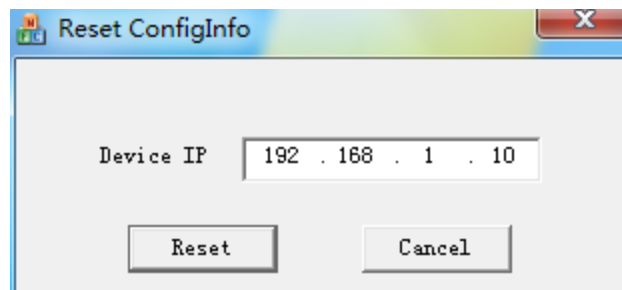 Reset ConfigInfo
Device IP 192 . 168 . 1 . 10
Reset Cancel